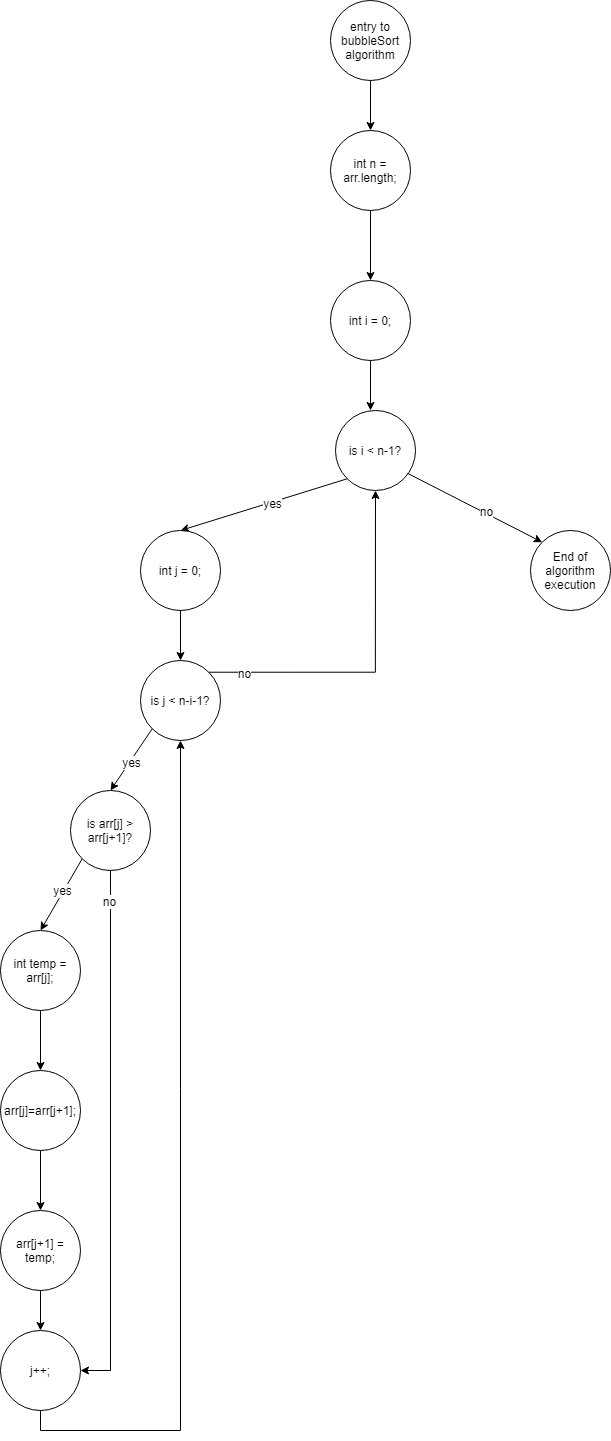 entry to
bubbleSort
algorithm
int n =
arr.length;
int i = 0;
is i < n-1?
yes
no
int j = 0;
End of
algorithm
execution
no
is j < n-i-1?
yes
is arr[j] >
arr[j+1]?
yes
no
int temp =
arr[j];
arr[j]=arr[j+1];
arr[j+1] =
temp;
j++;